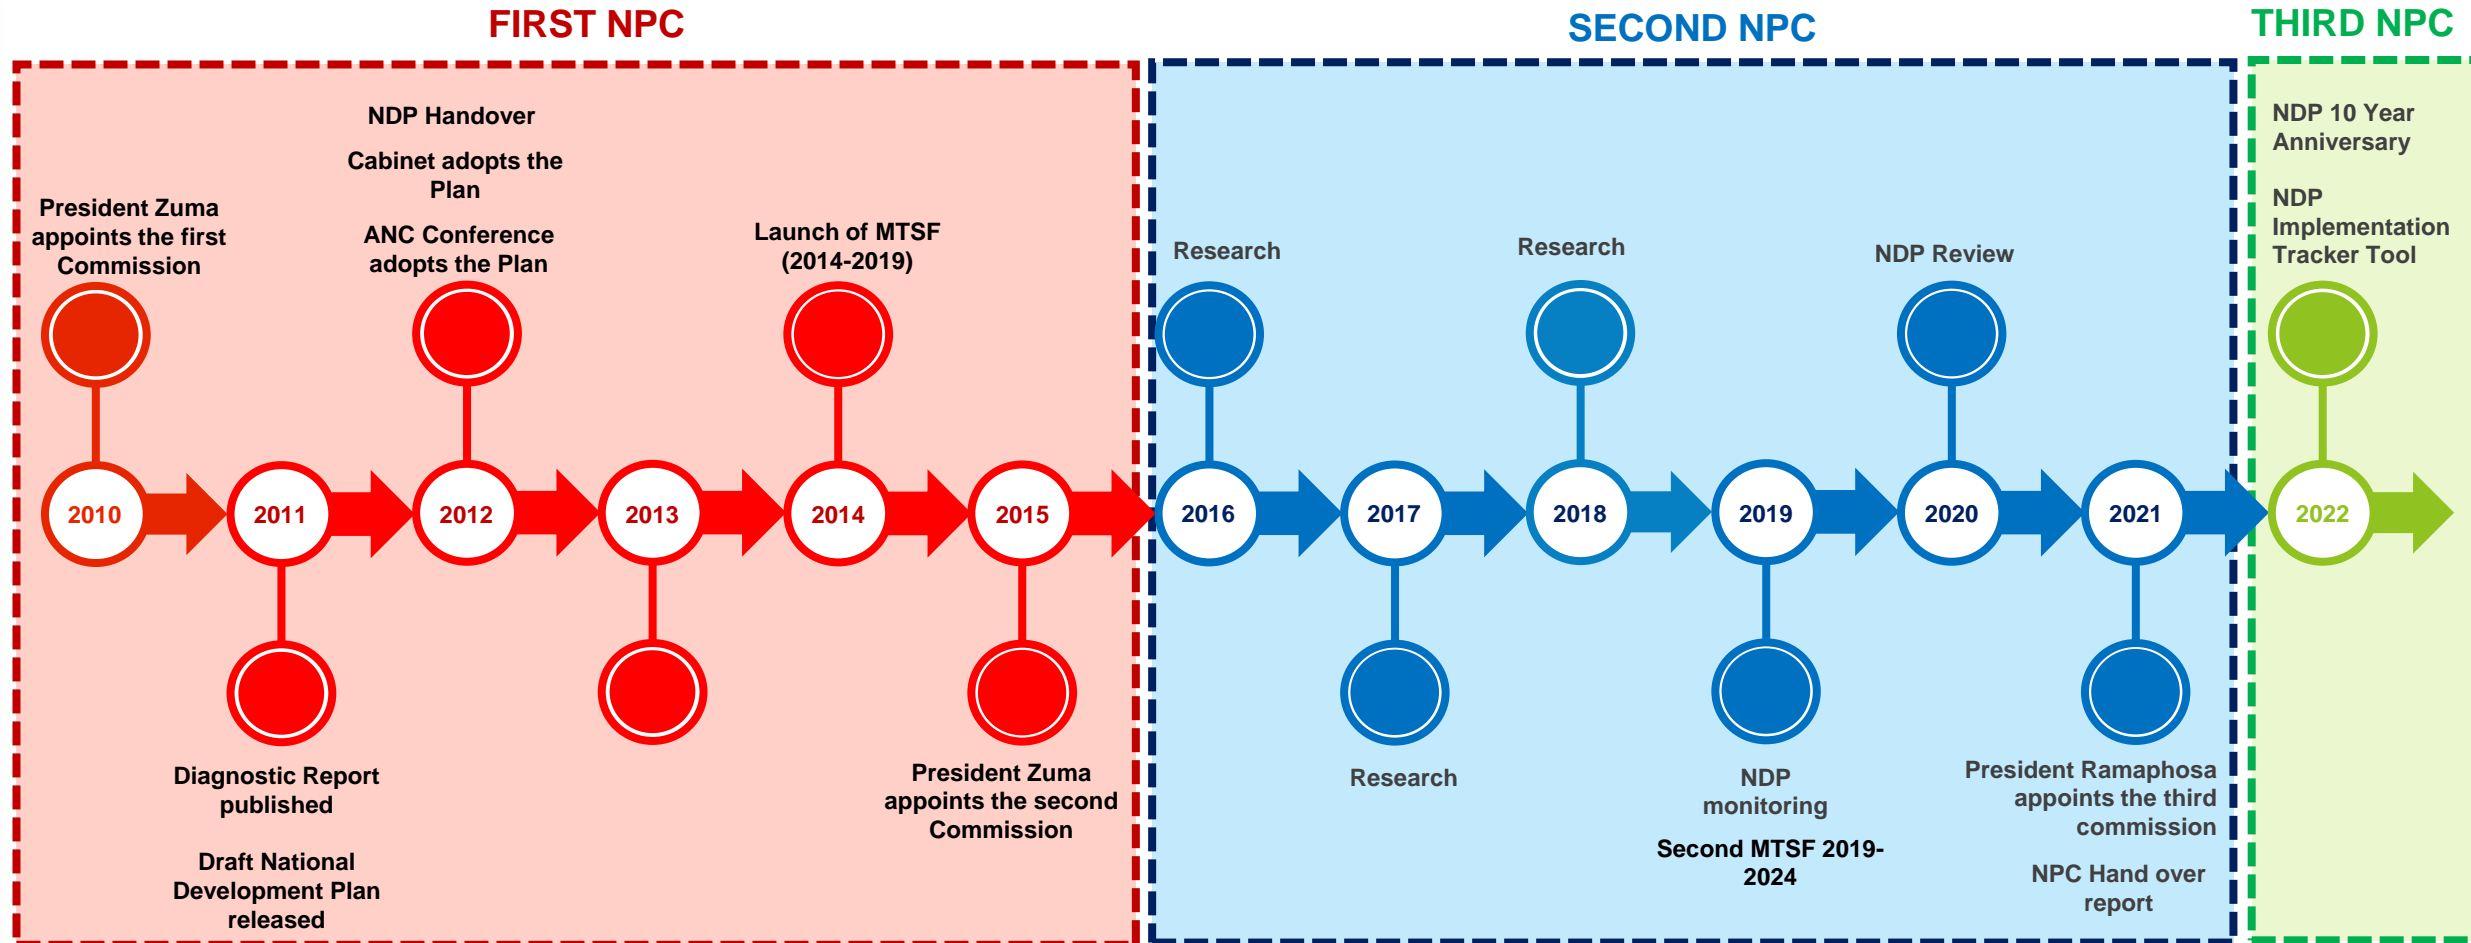 FIRST NPC
SECOND NPC
THIRD NPC
President Zuma
appoints the first
Commission
NDP Handover
Cabinet adopts the
Plan
ANC Conference
adopts the Plan
Launch of MTSF
(2014-2019)
Research
Research
NDP Review
NDP 10 Year
Anniversary
NDP
Implementation
Tracker Tool
2010
2011
2012
2013
2014
2015
2016
2017
2018
2019
2020
2021
2022
Diagnostic Report
published
Draft National
Development Plan
released
President Zuma
appoints the second
Commission
Research
NDP
monitoring
Second MTSF 2019-
2024
President Ramaphosa
appoints the third
commission
NPC Hand over
report